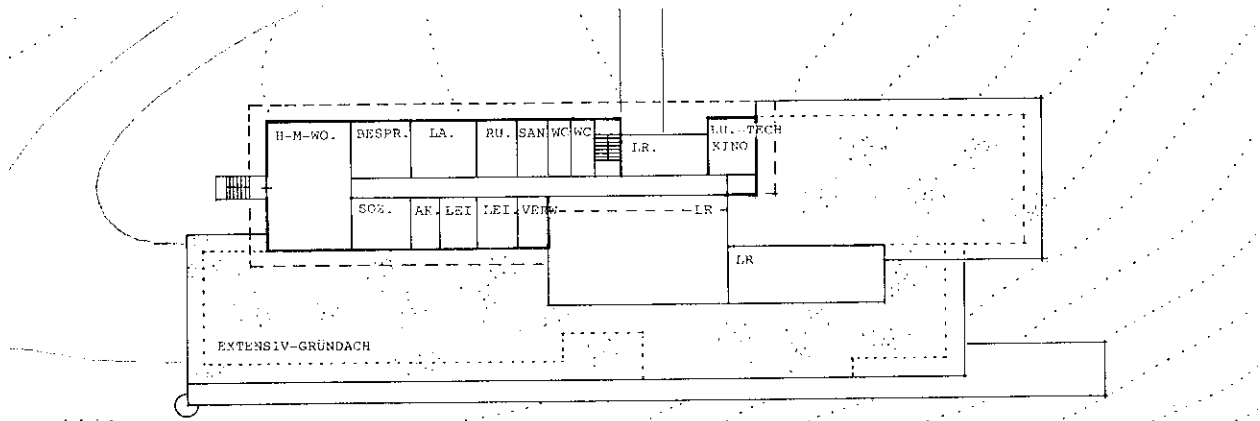 H-M-WO.
BESPR.
LA.
RU.
SAN
WC
WC
LR.
LU.-TECH
KINO
SOZ.
AK.
LEI
LEI.
VERW
LR
LR
EXTENSIV-GRÜNDACH